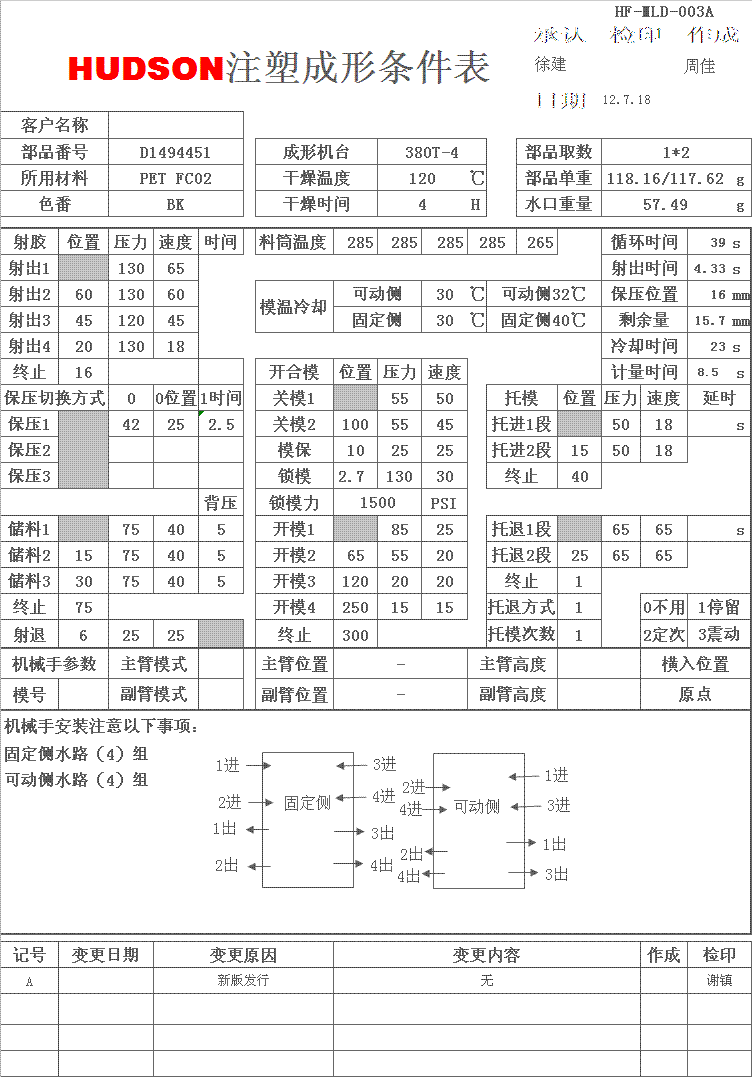 HF-MLD-003A
承认 检印 作成
HUDSON注塑成形条件表
徐建 周佳
日期 12.7.18
客户名称
部品番号 D1494451 成形机台 380T-4 部品取数 1*2
所用材料 PET FC02 干燥温度 120 ℃ 部品单重 118.16/117.62 g
色番 BK 干燥时间 4 H 水口重量 57.49 g
射胶 位置 压力 速度 时间 料筒温度 285 285 285 285 265 循环时间 39 s
射出1 130 65 射出时间 4.33 s
射出2 60 130 60 模温冷却 可动侧 30 ℃ 可动侧32℃ 保压位置 16 mm
射出3 45 120 45 固定侧 30 ℃ 固定侧40℃ 剩余量 15.7 mm
射出4 20 130 18 冷却时间 23 s
终止 16 开合模 位置 压力 速度 计量时间 8.5 s
保压切换方式 0 0位置 1时间 关模1 55 50 托模 位置 压力 速度 延时
保压1 42 25 2.5 关模2 100 55 45 托进1段 50 18 s
保压2 模保 10 25 25 托进2段 15 50 18
保压3 锁模 2.7 130 30 终止 40
背压 锁模力 1500 PSI
储料1 75 40 5 开模1 85 25 托退1段 65 65 s
储料2 15 75 40 5 开模2 65 55 20 托退2段 25 65 65
储料3 30 75 40 5 开模3 120 20 20 终止 1
终止 75 开模4 250 15 15 托退方式 1 0不用 1停留
射退 6 25 25 终止 300 托模次数 1 2定次 3震动
机械手参数 主臂模式 主臂位置 - 主臂高度 横入位置
模号 副臂模式 副臂位置 - 副臂高度 原点
机械手安装注意以下事项:
固定侧水路（4）组
可动侧水路（4）组
1进 3进 1进
2进 固定侧 4进 2进 4进 可动侧 3进
1出 3出 1出
2出 4出 2出 4出 3出
记号 变更日期 变更原因 变更内容 作成 检印
A 新版发行 无 谢镇